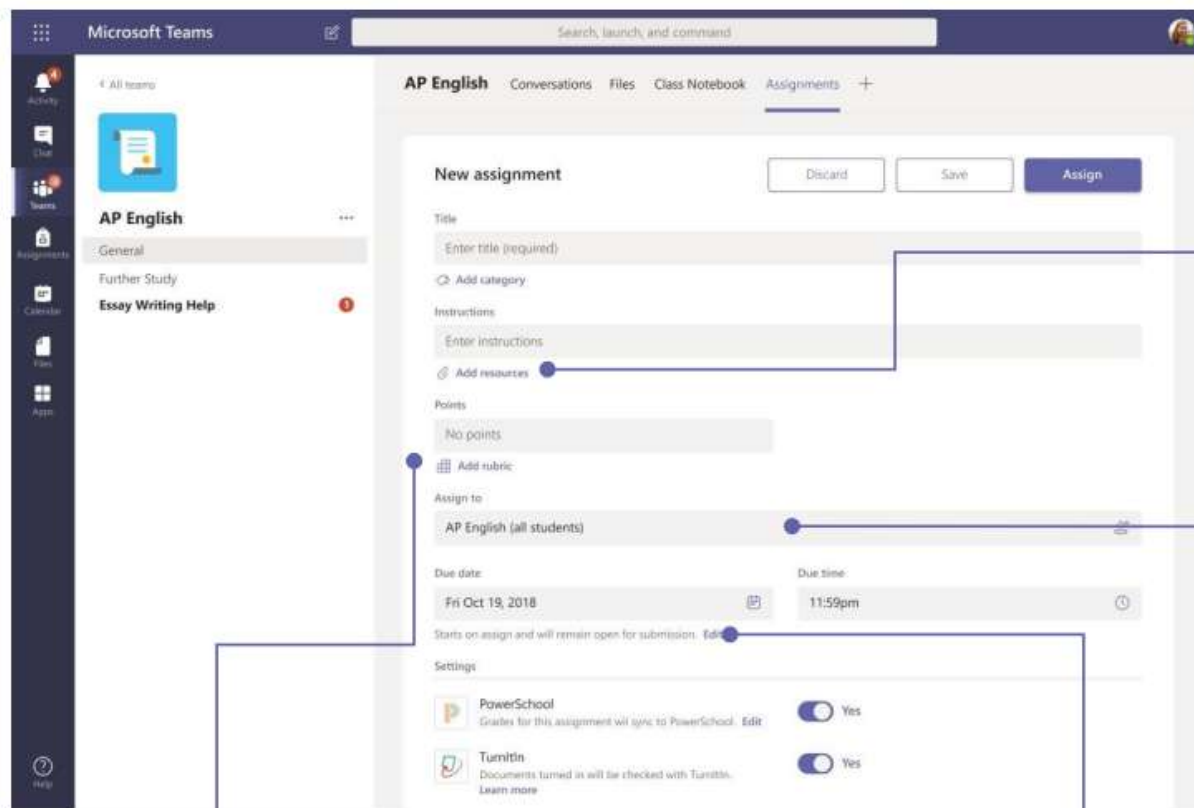 Microsoft Teams
Search, launch, and command
4
Activity
Chat
Teams
Assignments
Calendar
Files
Apps
Help
< All teams
AP English
...
General
Further Study
Essay Writing Help
1
AP English Conversations Files Class Notebook Assignments +
New assignment
Discard Save Assign
Title
Enter title (required)
Add category
Instructions
Enter instructions
Add resources
Points
No points
Add rubric
Assign to
AP English (all students)
Due date Due time
Fri Oct 19, 2018 11:59pm
Starts on assign and will remain open for submission. Edit
Settings
PowerSchool Yes
Grades for this assignment wil sync to PowerSchool. Edit
Turnitin Yes
Documents turned in will be checked with Turnitin.
Learn more